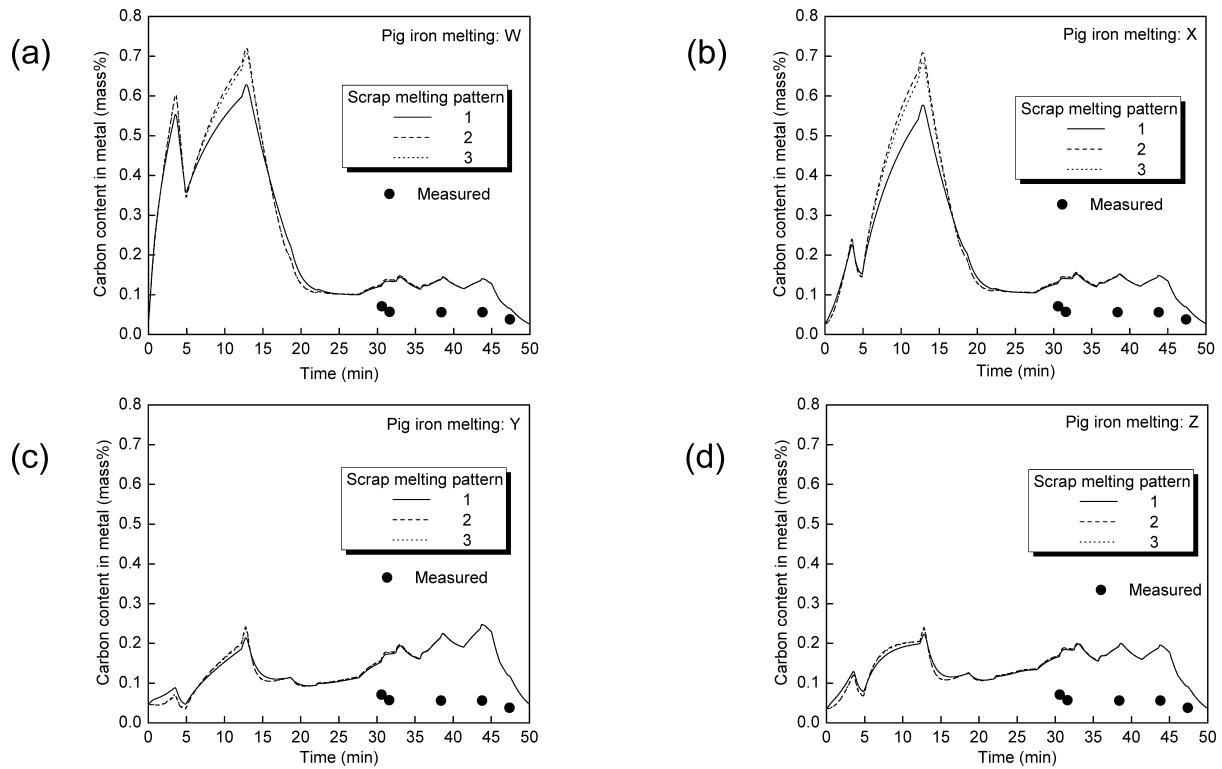 (a)
Carbon content in metal (mass%)
0.8
0.7
0.6
0.5
0.4
0.3
0.2
0.1
0.0
Pig iron melting: W
Scrap melting pattern
1
2
3
Measured
0 5 10 15 20 25 30 35 40 45 50
Time (min)
(b)
Carbon content in metal (mass%)
0.8
0.7
0.6
0.5
0.4
0.3
0.2
0.1
0.0
Pig iron melting: X
Scrap melting pattern
1
2
3
Measured
0 5 10 15 20 25 30 35 40 45 50
Time (min)
(c)
Carbon content in metal (mass%)
0.8
0.7
0.6
0.5
0.4
0.3
0.2
0.1
0.0
Pig iron melting: Y
Scrap melting pattern
1
2
3
Measured
0 5 10 15 20 25 30 35 40 45 50
Time (min)
(d)
Carbon content in metal (mass%)
0.8
0.7
0.6
0.5
0.4
0.3
0.2
0.1
0.0
Pig iron melting: Z
Scrap melting pattern
1
2
3
Measured
0 5 10 15 20 25 30 35 40 45 50
Time (min)